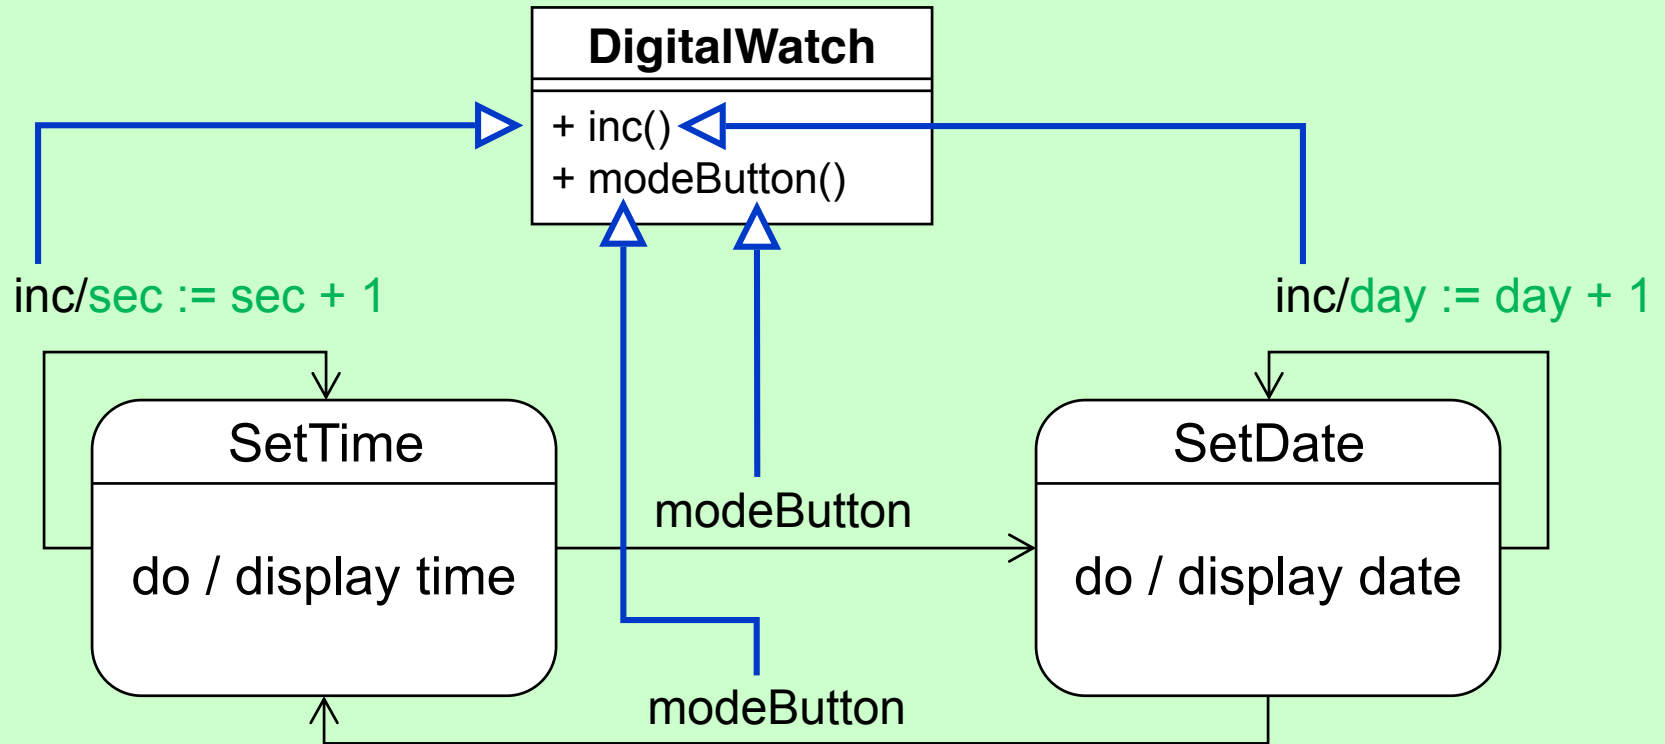 DigitalWatch
+ inc()
+ modeButton()
inc/sec := sec + 1
inc/day := day + 1
SetTime
do / display time
modeButton
SetDate
do / display date
modeButton